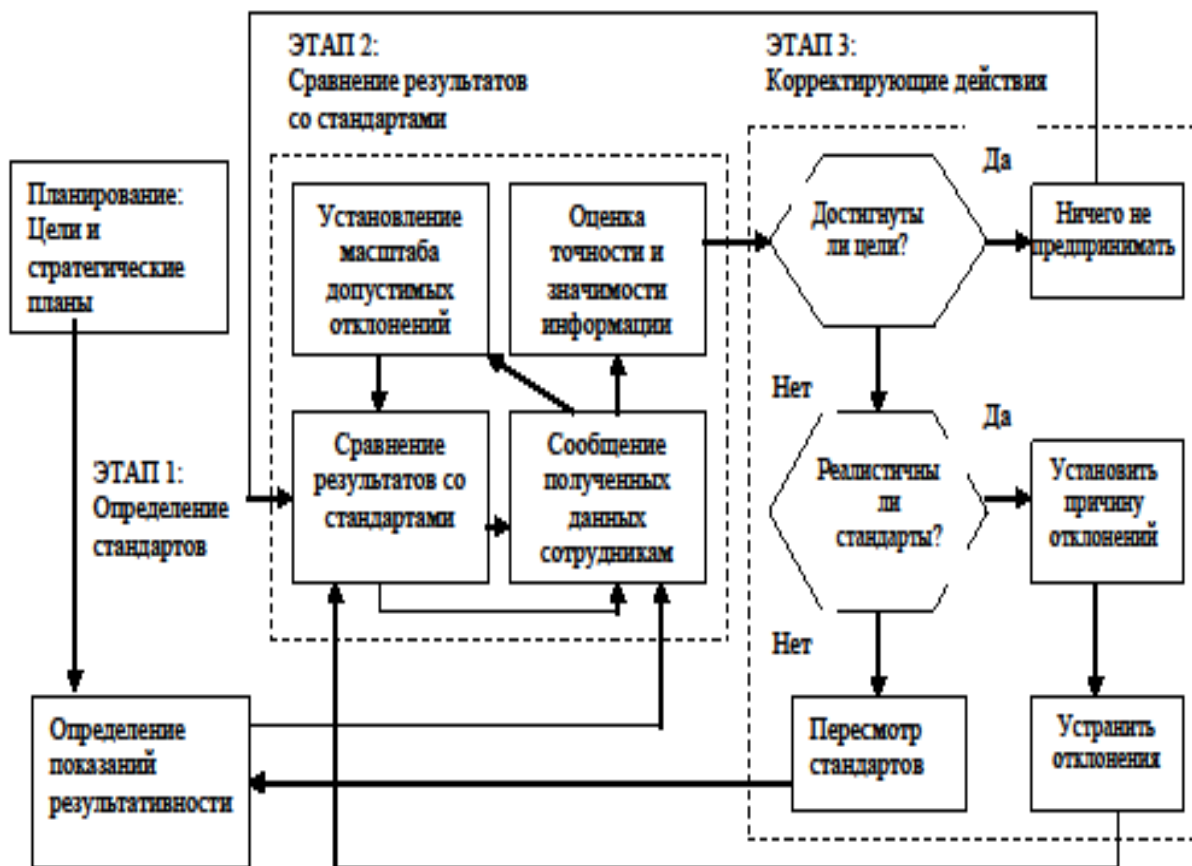 ЭТАП 2:
Сравнение результатов
со стандартами
ЭТАП 3:
Корректирующие действия
Планирование:
Цели и
стратегические
планы
Установление
масштаба
допустимых
отклонений
Оценка
точности и
значимости
информации
Достигнуты
ли цели?
Да
Ничего не
предпринимать
Нет
ЭТАП 1:
Определение
стандартов
Сравнение
результатов со
стандартами
Сообщение
полученных
данных
сотрудникам
Реалистичны
ли
стандарты?
Да
Установить
причину
отклонений
Нет
Определение
показаний
результативности
Пересмотр
стандартов
Устранить
отклонения